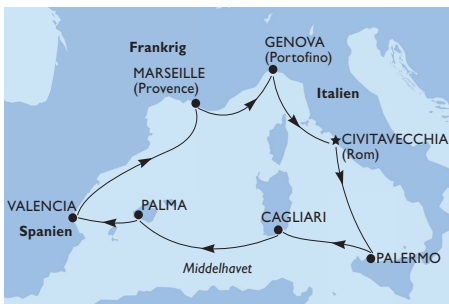 Frankrig
GENOVA
(Portofino)
MARSEILLE
(Provence)
Italien
CIVITAVECCHIA
(Rom)
VALENCIA
PALMA
CAGLIARI
Spanien
PALERMO
Middelhavet